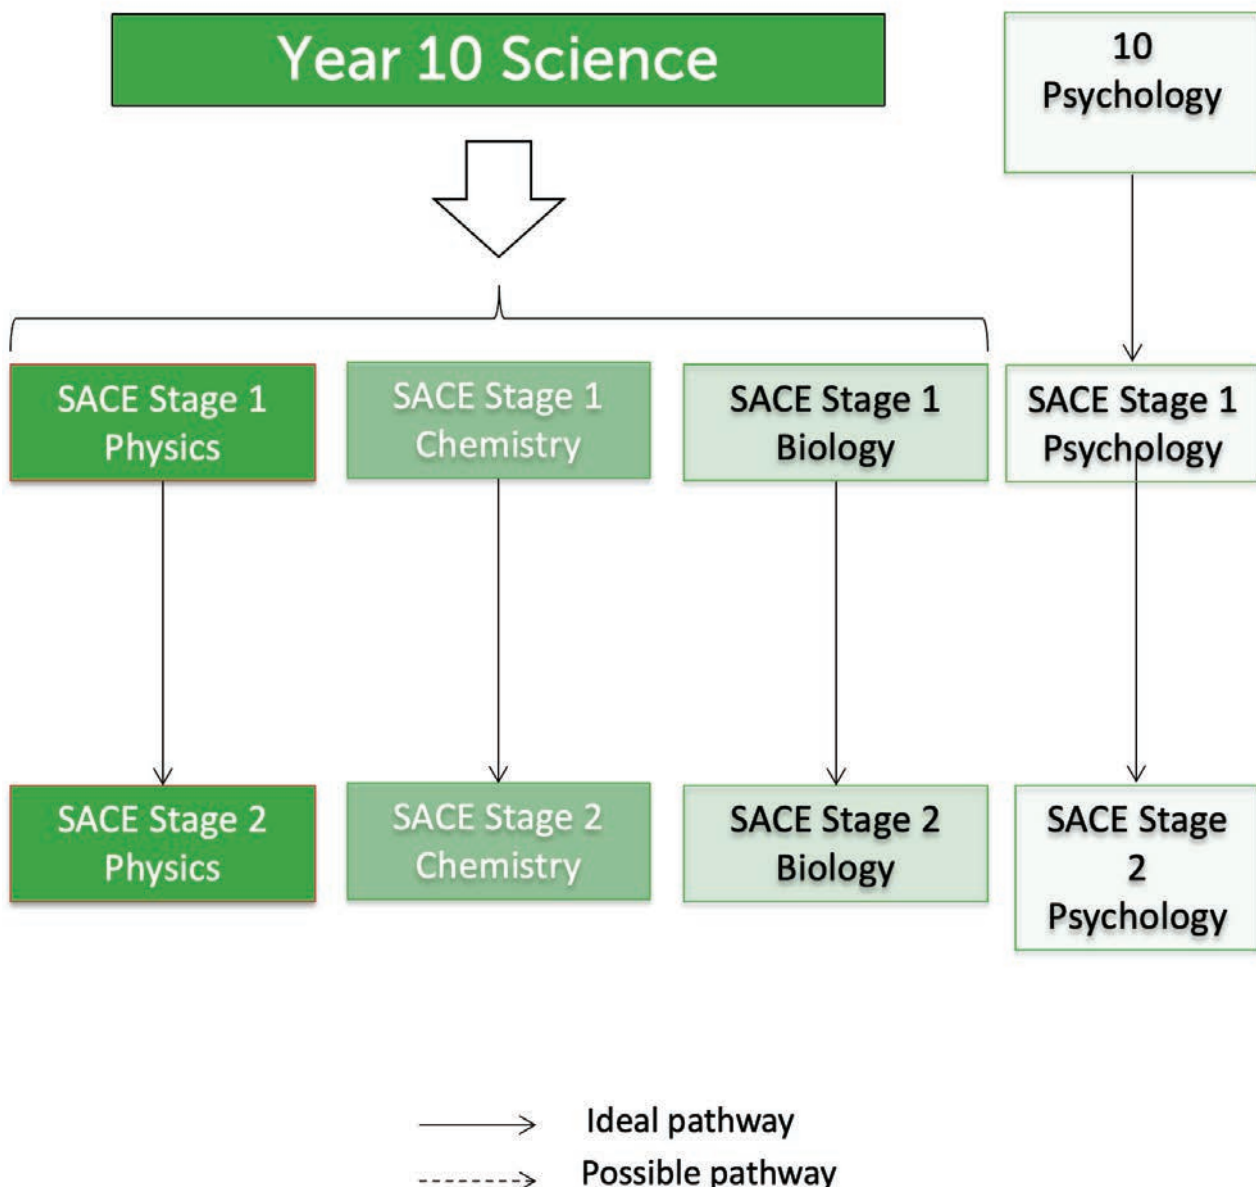 Year 10 Science
10
Psychology
SACE Stage 1
Physics
SACE Stage 1
Chemistry
SACE Stage 1
Biology
SACE Stage 1
Psychology
SACE Stage 2
Physics
SACE Stage 2
Chemistry
SACE Stage 2
Biology
SACE Stage
2
Psychology
Ideal pathway
Possible pathway